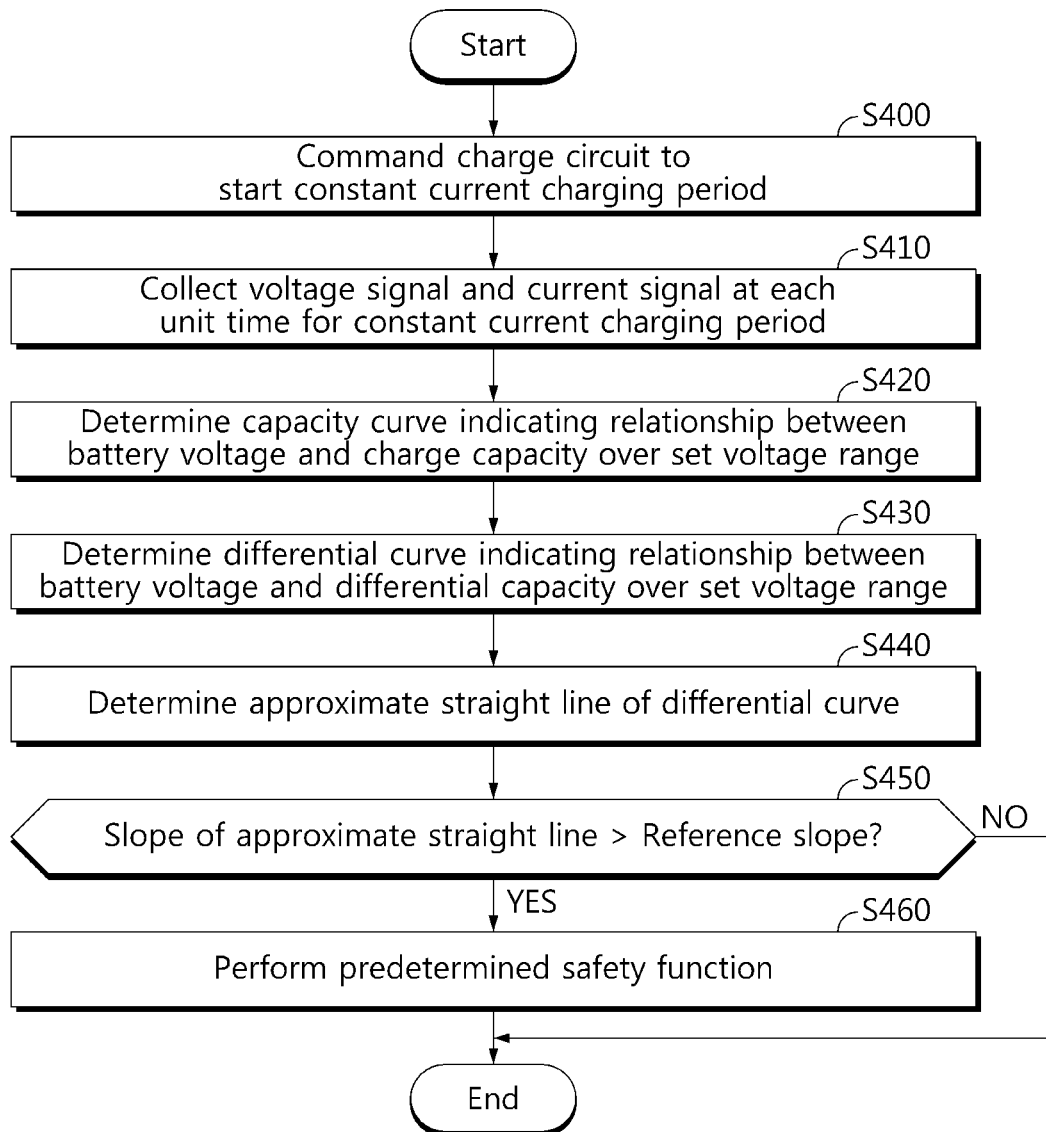 Start
S400
Command charge circuit to
start constant current charging period
S410
Collect voltage signal and current signal at each
unit time for constant current charging period
S420
Determine capacity curve indicating relationship between
battery voltage and charge capacity over set voltage range
S430
Determine differential curve indicating relationship between
battery voltage and differential capacity over set voltage range
S440
Determine approximate straight line of differential curve
S450
Slope of approximate straight line > Reference slope?
NO
YES
S460
Perform predetermined safety function
End